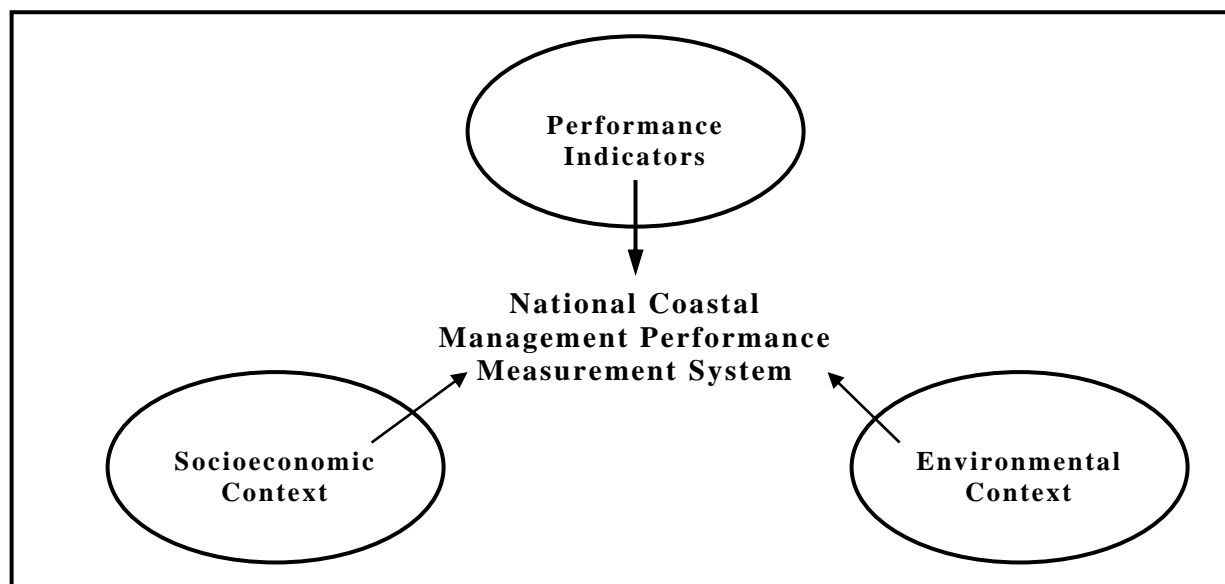 Performance
Indicators
National Coastal
Management Performance
Measurement System
Socioeconomic
Context
Environmental
Context